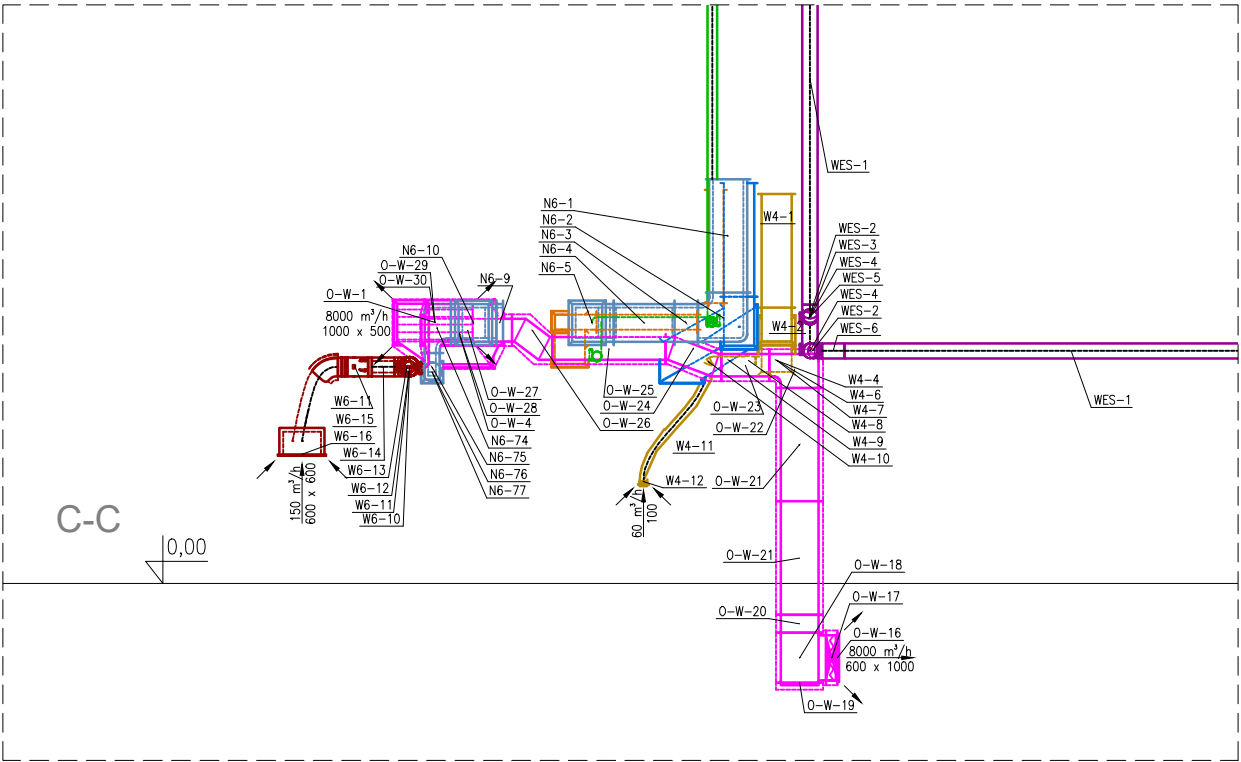 WES-1
N6-1
N6-2
N6-3
N6-4
N6-5
W4-1
WES-2
WES-3
WES-4
WES-5
WES-4
WES-2
WES-6
W4-2
N6-10
O-W-29
O-W-30
N6-9
O-W-1
8000 m³/h
1000 x 500
WES-1
O-W-27
O-W-28
O-W-4
N6-74
N6-75
N6-76
N6-77
O-W-25
O-W-24
O-W-26
O-W-23
O-W-22
O-W-21
W4-4
W4-6
W4-7
W4-8
W4-9
W4-10
W4-11
W4-12
60 m³/h
100
W6-11
W6-15
W6-16
W6-14
W6-13
W6-12
W6-11
W6-10
150 m³/h
600 x 600
C-C
0,00
O-W-21
O-W-18
O-W-17
O-W-20
O-W-16
8000 m³/h
600 x 1000
O-W-19